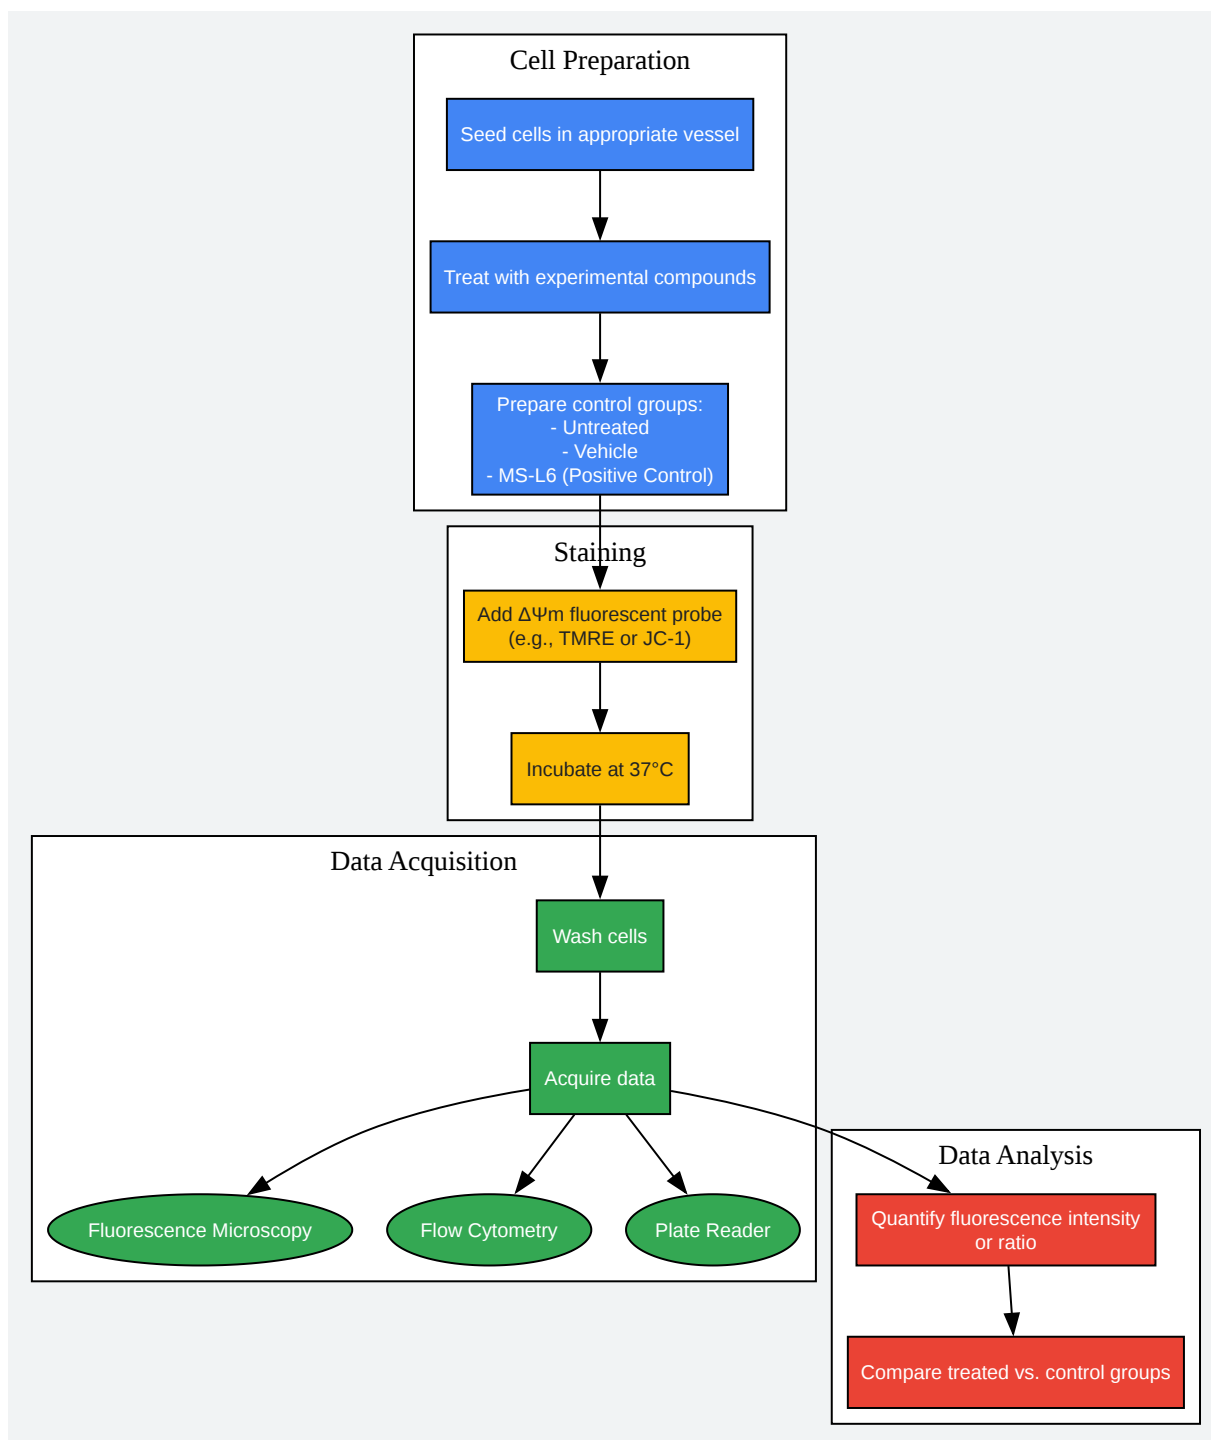 Cell Preparation
Seed cells in appropriate vessel
Treat with experimental compounds
Prepare control groups:
- Untreated
- Vehicle
- MS-L6 (Positive Control)
Staining
Add ΔΨm fluorescent probe
(e.g., TMRE or JC-1)
Incubate at 37°C
Data Acquisition
Wash cells
Acquire data
Fluorescence Microscopy
Flow Cytometry
Plate Reader
Data Analysis
Quantify fluorescence intensity
or ratio
Compare treated vs. control groups